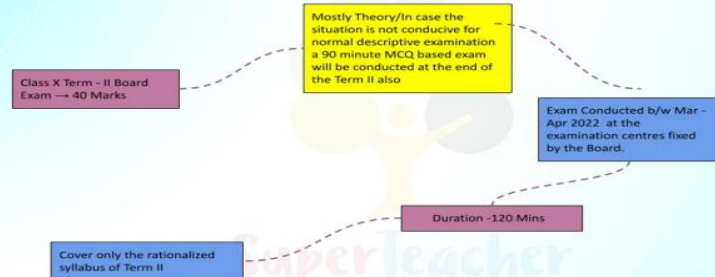 Mostly Theory/In case the
situation is not conducive for
normal descriptive examination
a 90 minute MCQ based exam
will be conducted at the end of
the Term II also
Class X Term - II Board
Exam → 40 Marks
Exam Conducted b/w Mar -
Apr 2022 at the
examination centres fixed
by the Board.
Duration -120 Mins
Cover only the rationalized
syllabus of Term II
SuperTeacher